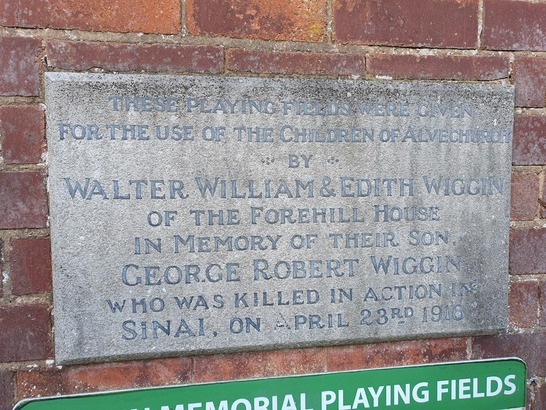 THESE PLAYING FIELDS WERE GIVEN
FOR THE USE OF THE CHILDREN OF ALVECHURCH
BY
WALTER WILLIAM & EDITH WIGGIN
OF THE FOREHILL HOUSE
IN MEMORY OF THEIR SON,
GEORGE ROBERT WIGGIN
WHO WAS KILLED IN ACTION IN
SINAI, ON APRIL 23RD 1916
MEMORIAL PLAYING FIELDS